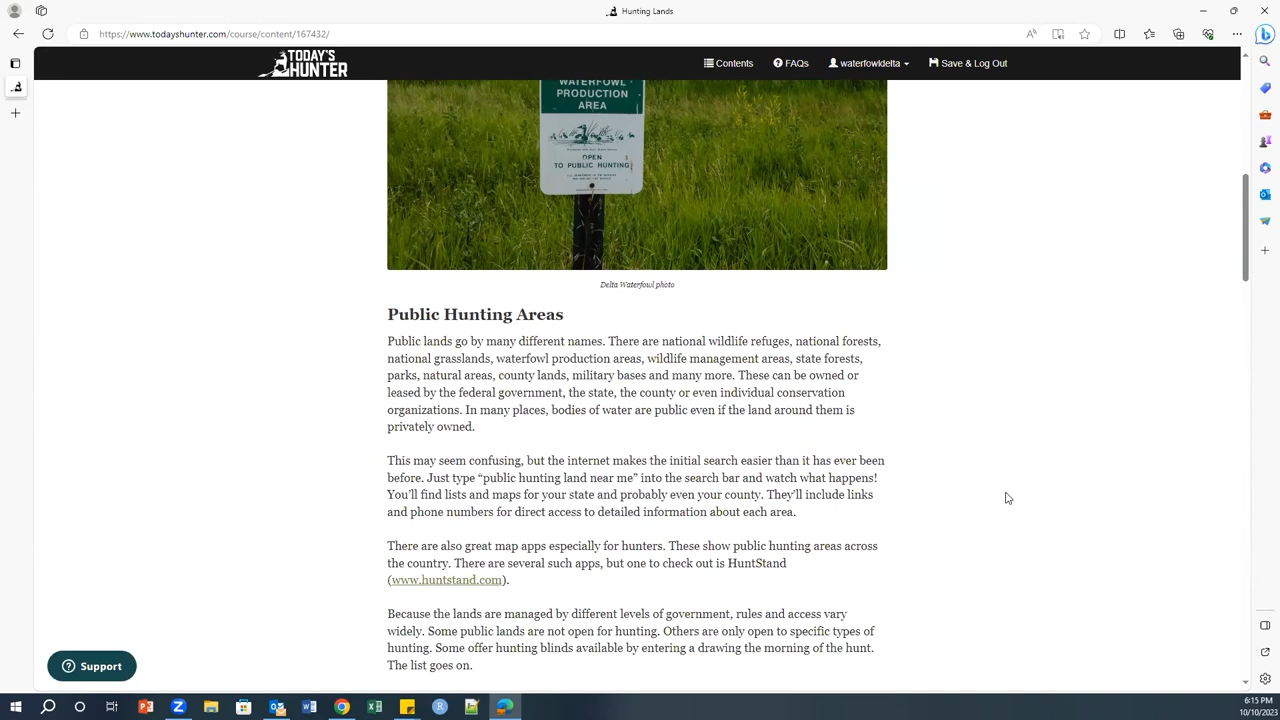 Hunting Lands
https://www.todayshunter.com/course/content/167432/
TODAY'S
HUNTER
Contents
FAQs
waterfowldelta
Save & Log Out
WATERFOWL
PRODUCTION
AREA
OPEN
TO PUBLIC HUNTING
Delta Waterfowl photo
Public Hunting Areas
Public lands go by many different names. There are national wildlife refuges, national forests,
national grasslands, waterfowl production areas, wildlife management areas, state forests,
parks, natural areas, county lands, military bases and many more. These can be owned or
leased by the federal government, the state, the county or even individual conservation
organizations. In many places, bodies of water are public even if the land around them is
privately owned.
This may seem confusing, but the internet makes the initial search easier than it has ever been
before. Just type “public hunting land near me” into the search bar and watch what happens!
You’ll find lists and maps for your state and probably even your county. They’ll include links
and phone numbers for direct access to detailed information about each area.
There are also great map apps especially for hunters. These show public hunting areas across
the country. There are several such apps, but one to check out is HuntStand
(www.huntstand.com).
Because the lands are managed by different levels of government, rules and access vary
widely. Some public lands are not open for hunting. Others are only open to specific types of
hunting. Some offer hunting blinds available by entering a drawing the morning of the hunt.
The list goes on.
Support
6:15 PM
10/10/2023